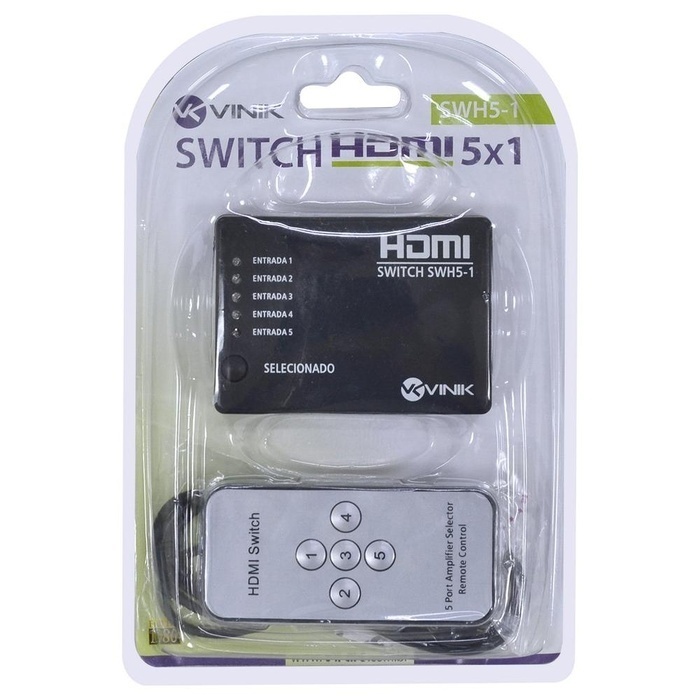 VINIK
SWH5-1
SWITCH HDMI 5x1
HDMI
SWITCH SWH5-1
ENTRADA 1
ENTRADA 2
ENTRADA 3
ENTRADA 4
ENTRADA 5
SELECIONADO
VINIK
HDMI Switch
4
1 3 5
2
5 Port Amplifier Selector
Remote Control